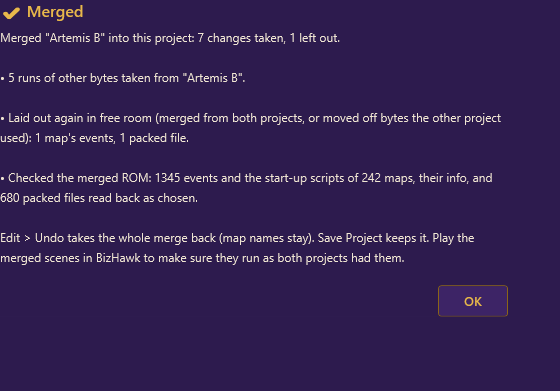 Merged
Merged "Artemis B" into this project: 7 changes taken, 1 left out.
• 5 runs of other bytes taken from "Artemis B".
• Laid out again in free room (merged from both projects, or moved off bytes the other project
used): 1 map's events, 1 packed file.
• Checked the merged ROM: 1345 events and the start-up scripts of 242 maps, their info, and
680 packed files read back as chosen.
Edit > Undo takes the whole merge back (map names stay). Save Project keeps it. Play the
merged scenes in BizHawk to make sure they run as both projects had them.
OK